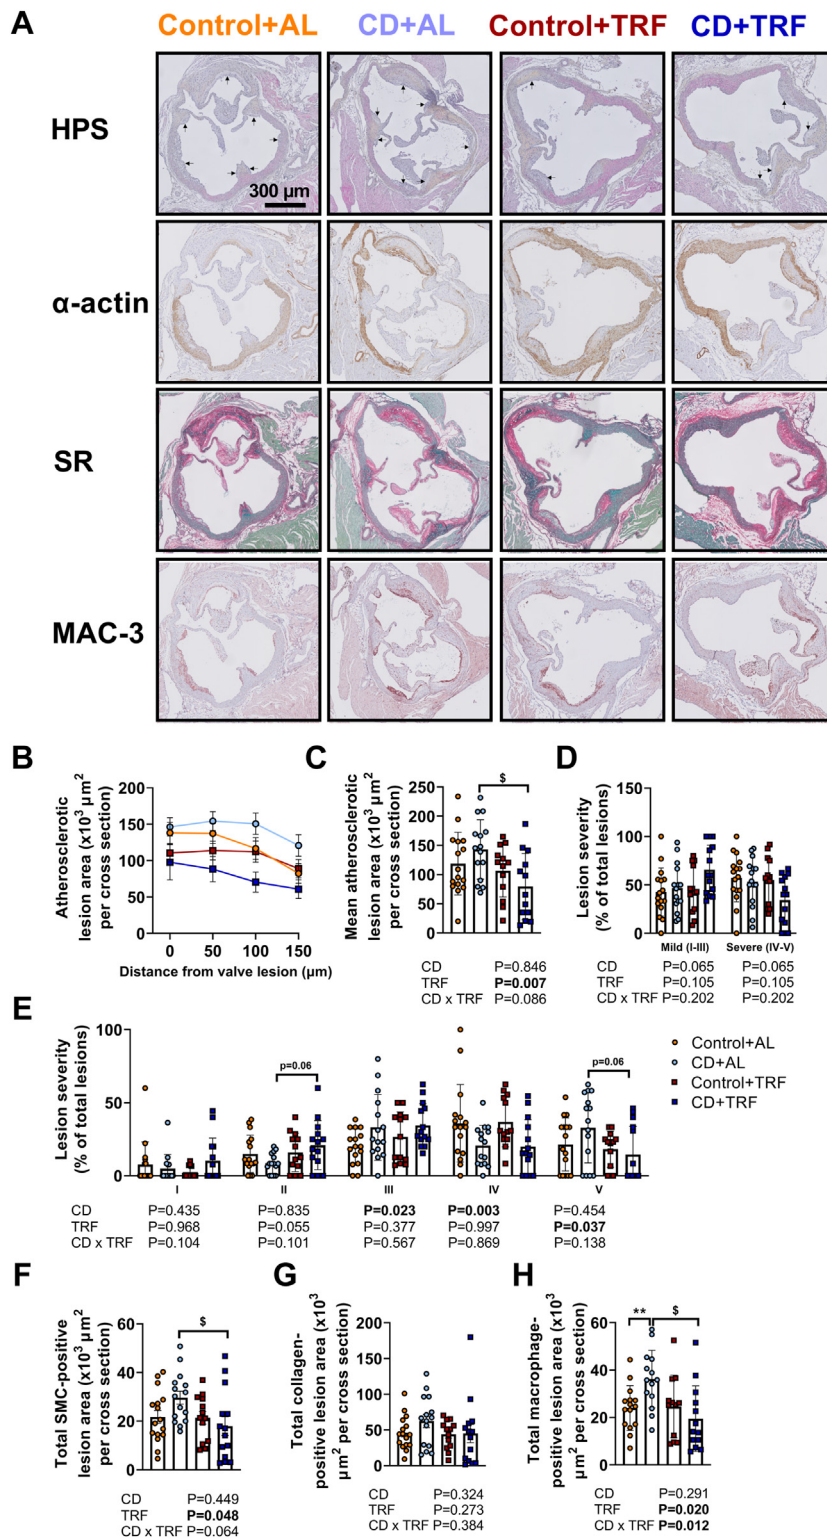 A
Control+AL CD+AL Control+TRF CD+TRF
HPS
300 µm
α-actin
SR
MAC-3
B
Atherosclerotic
lesion area (x10³ µm²
per cross section)
200
150
100
50
0
0 50 100 150
Distance from valve lesion (µm)
C
Mean atherosclerotic
lesion area (x10³ µm²
per cross section)
250
200
150
100
50
0
$
CD P=0.846
TRF P=0.007
CD x TRF P=0.086
D
Lesion severity
(% of total lesions)
100
50
0
Mild (I-III) Severe (IV-V)
CD P=0.065 P=0.065
TRF P=0.105 P=0.105
CD x TRF P=0.202 P=0.202
E
Lesion severity
(% of total lesions)
100
50
0
p=0.06
p=0.06
I II III IV V
CD P=0.435 P=0.835 P=0.023 P=0.003 P=0.454
TRF P=0.968 P=0.055 P=0.377 P=0.997 P=0.037
CD x TRF P=0.104 P=0.101 P=0.567 P=0.869 P=0.138
Control+AL
CD+AL
Control+TRF
CD+TRF
F
Total SMC-positive
lesion area (x10³ µm²
per cross section)
60
40
20
0
$
CD P=0.449
TRF P=0.048
CD x TRF P=0.064
G
Total collagen-
positive lesion area (x10³
µm² per cross section)
200
150
100
50
0
CD P=0.324
TRF P=0.273
CD x TRF P=0.384
H
Total macrophage-
positive lesion area (x10³
µm² per cross section)
60
40
20
0
** $
CD P=0.291
TRF P=0.020
CD x TRF P=0.012